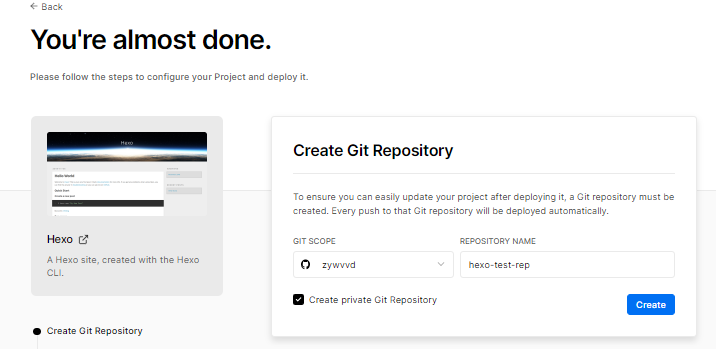 Back
You're almost done.
Please follow the steps to configure your Project and deploy it.
Hexo
Hexo
A Hexo site, created with the Hexo
CLI.
Create Git Repository
Create Git Repository
To ensure you can easily update your project after deploying it, a Git repository must be
created. Every push to that Git repository will be deployed automatically.
GIT SCOPE
REPOSITORY NAME
zywvvd
hexo-test-rep
Create private Git Repository
Create